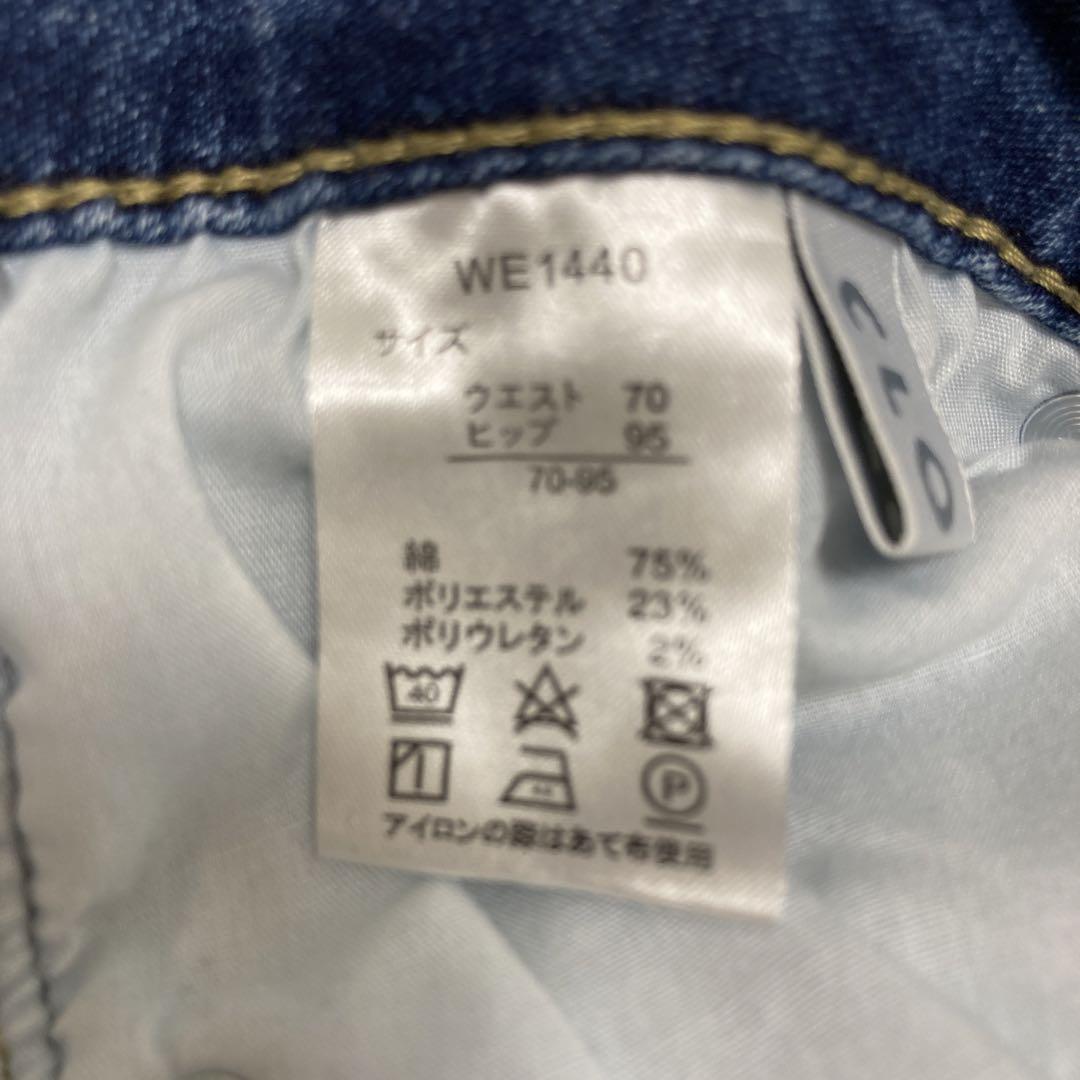 WE1440
サイズ
ウエスト 70
ヒップ 95
70-95
綿 75%
ポリエステル 23%
ポリウレタン 2%
40
P
アイロンの際はあて布使用
CLO